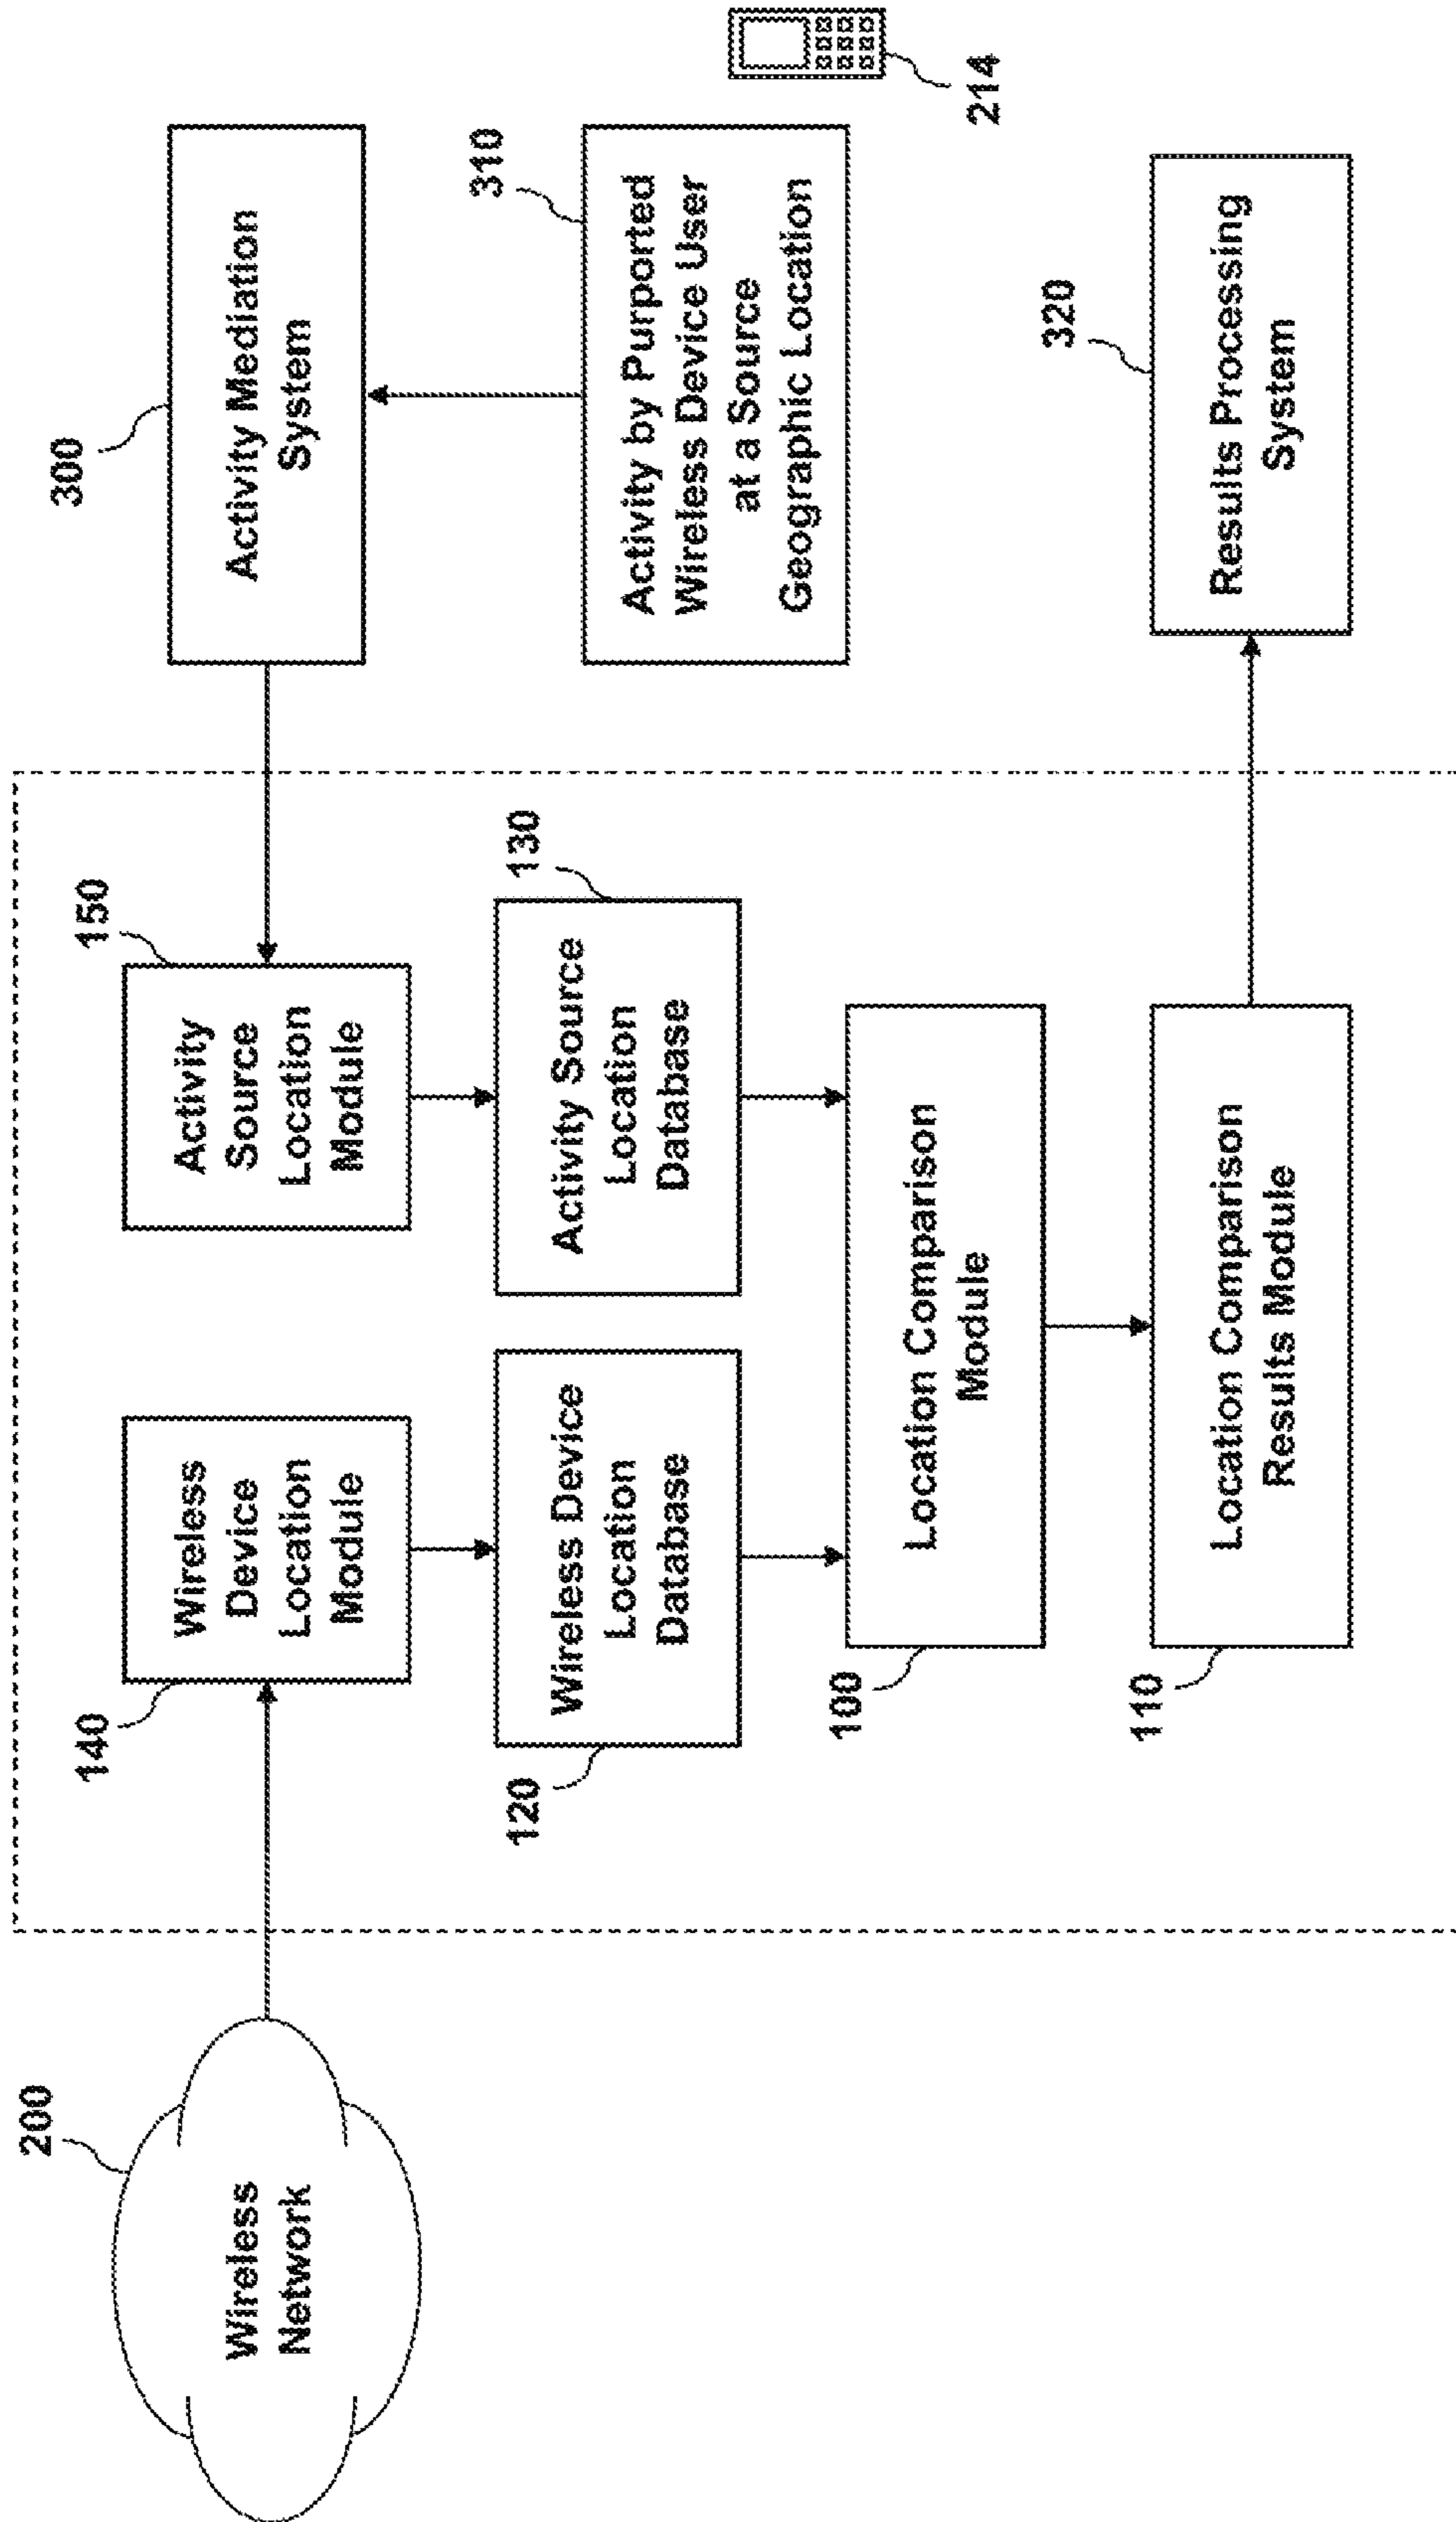 200
Wireless
Network
140
Wireless
Device
Location
Module
150
Activity
Source
Location
Module
300
Activity Mediation
System
120
Wireless Device
Location
Database
130
Activity Source
Location
Database
310
Activity by Purported
Wireless Device User
at a Source
Geographic Location
214
100
Location Comparison
Module
110
Location Comparison
Results Module
320
Results Processing
System